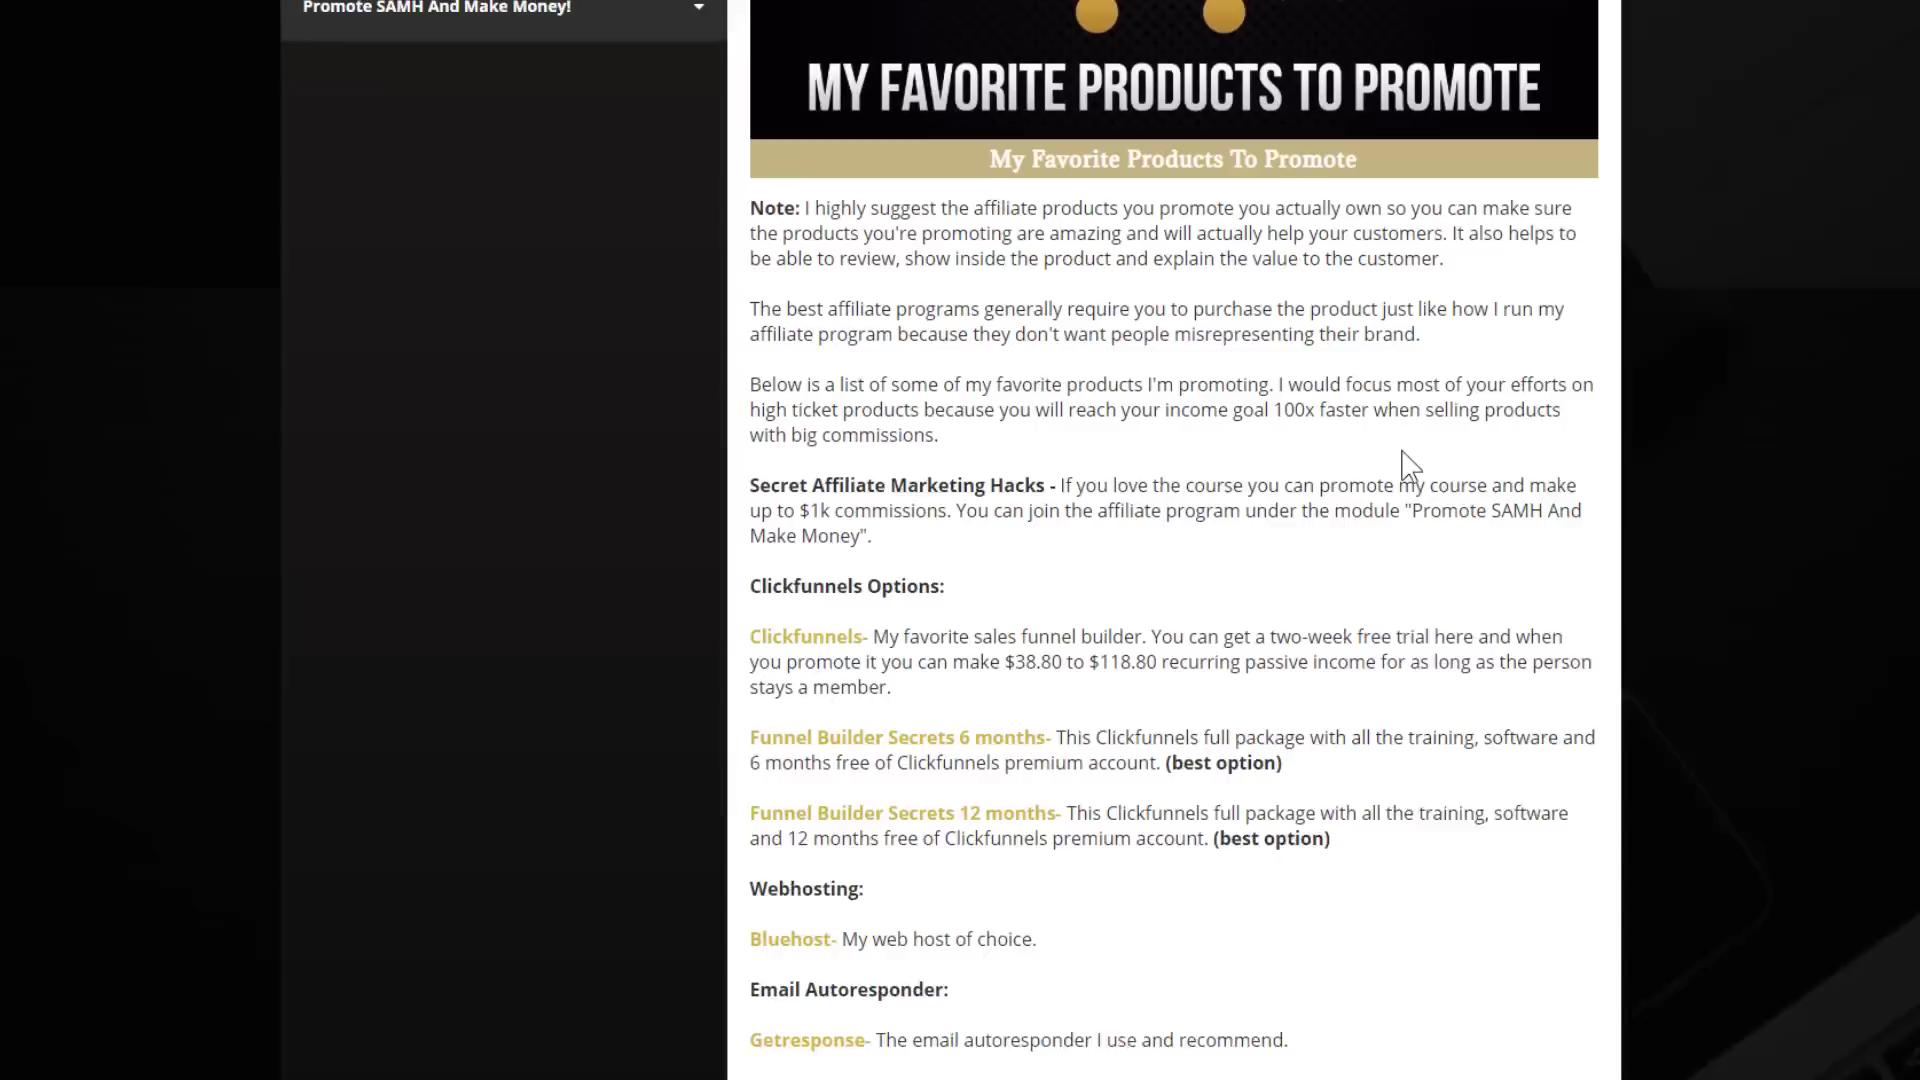 Promote SAMH And Make Money!
MY FAVORITE PRODUCTS TO PROMOTE
My Favorite Products To Promote
Note: I highly suggest the affiliate products you promote you actually own so you can make sure
the products you're promoting are amazing and will actually help your customers. It also helps to
be able to review, show inside the product and explain the value to the customer.
The best affiliate programs generally require you to purchase the product just like how I run my
affiliate program because they don't want people misrepresenting their brand.
Below is a list of some of my favorite products I'm promoting. I would focus most of your efforts on
high ticket products because you will reach your income goal 100x faster when selling products
with big commissions.
Secret Affiliate Marketing Hacks - If you love the course you can promote my course and make
up to $1k commissions. You can join the affiliate program under the module "Promote SAMH And
Make Money".
Clickfunnels Options:
Clickfunnels- My favorite sales funnel builder. You can get a two-week free trial here and when
you promote it you can make $38.80 to $118.80 recurring passive income for as long as the person
stays a member.
Funnel Builder Secrets 6 months- This Clickfunnels full package with all the training, software and
6 months free of Clickfunnels premium account. (best option)
Funnel Builder Secrets 12 months- This Clickfunnels full package with all the training, software
and 12 months free of Clickfunnels premium account. (best option)
Webhosting:
Bluehost- My web host of choice.
Email Autoresponder:
Getresponse- The email autoresponder I use and recommend.